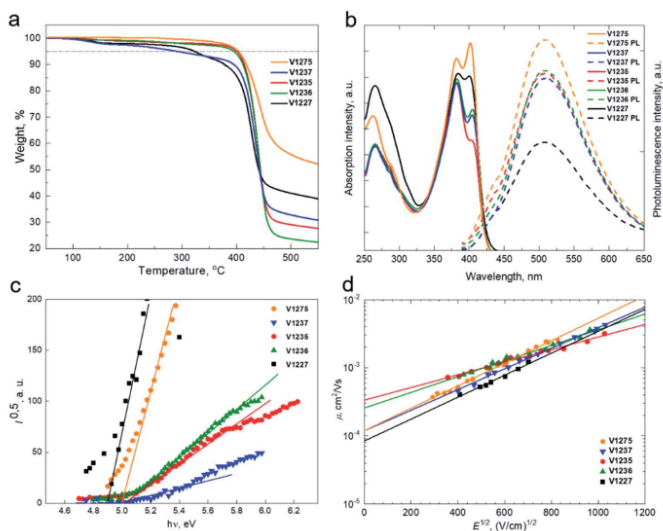 a
Weight, %
100
90
80
70
60
50
40
30
20
100 200 300 400 500
Temperature, °C
V1275
V1237
V1235
V1236
V1227
b
Absorption intensity, a.u.
Photoluminescence intensity, a.u.
250 300 350 400 450 500 550 600 650
Wavelength, nm
V1275
V1275 PL
V1237
V1237 PL
V1235
V1235 PL
V1236
V1236 PL
V1227
V1227 PL
c
I 0,5, a. u.
200
150
100
50
0
4.6 4.8 5.0 5.2 5.4 5.6 5.8 6.0 6.2
hν, eV
V1275
V1237
V1235
V1236
V1227
d
μ, cm²/Vs
10⁻²
10⁻³
10⁻⁴
10⁻⁵
0 200 400 600 800 1000 1200
E¹ᐟ², (V/cm)¹ᐟ²
V1275
V1237
V1235
V1236
V1227